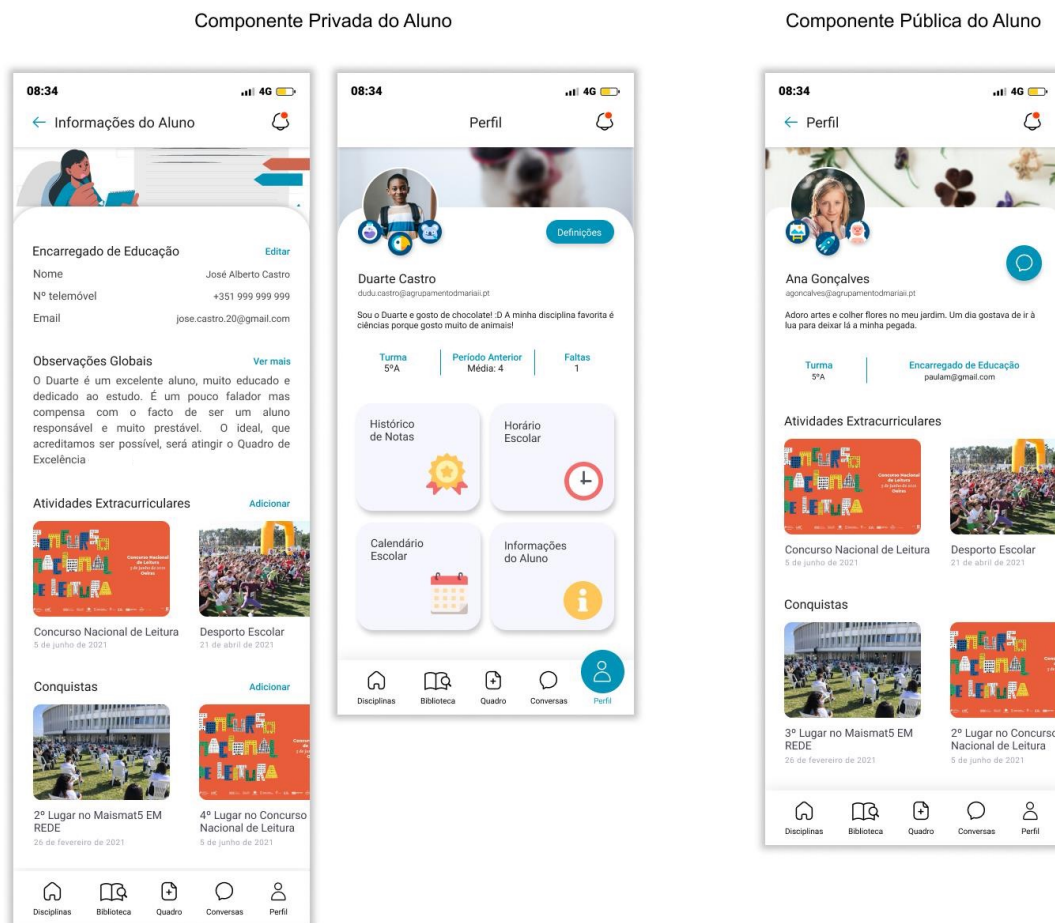 Componente Privada do Aluno
Componente Pública do Aluno
08:34
4G
Informações do Aluno
Encarregado de Educação
Editar
Nome
José Alberto Castro
Nº telemóvel
+351 999 999 999
Email
jose.castro.20@gmail.com
Observações Globais
Ver mais
O Duarte é um excelente aluno, muito educado e
dedicado ao estudo. É um pouco falador mas
compensa com o facto de ser um aluno
responsável e muito prestável. O ideal, que
acreditamos ser possível, será atingir o Quadro de
Excelência
Atividades Extracurriculares
Adicionar
Concurso Nacional
de Leitura
Concurso Nacional de Leitura
5 de junho de 2021
Desporto Escolar
21 de abril de 2021
Conquistas
Adicionar
2º Lugar no Maismat5 EM
REDE
26 de fevereiro de 2021
4º Lugar no Concurso
Nacional de Leitura
5 de junho de 2021
Disciplinas
Biblioteca
Quadro
Conversas
Perfil
08:34
4G
Perfil
Definições
Duarte Castro
dudu.castro@agrupamentodmariaii.pt
Sou o Duarte e gosto de chocolate! :D A minha disciplina favorita é
ciências porque gosto muito de animais!
Turma
5ºA
Período Anterior
Média: 4
Faltas
1
Histórico
de Notas
Horário
Escolar
Calendário
Escolar
Informações
do Aluno
Disciplinas
Biblioteca
Quadro
Conversas
Perfil
08:34
4G
Perfil
Ana Gonçalves
agoncalves@agrupamentodmariaii.pt
Adoro artes e colher flores no meu jardim. Um dia gostava de ir à
lua para deixar lá a minha pegada.
Turma
5ºA
Encarregado de Educação
paulam@gmail.com
Atividades Extracurriculares
Concurso Nacional
de Leitura
Concurso Nacional de Leitura
5 de junho de 2021
Desporto Escolar
21 de abril de 2021
Conquistas
3º Lugar no Maismat5 EM
REDE
26 de fevereiro de 2021
2º Lugar no Concurso
Nacional de Leitura
5 de junho de 2021
Disciplinas
Biblioteca
Quadro
Conversas
Perfil